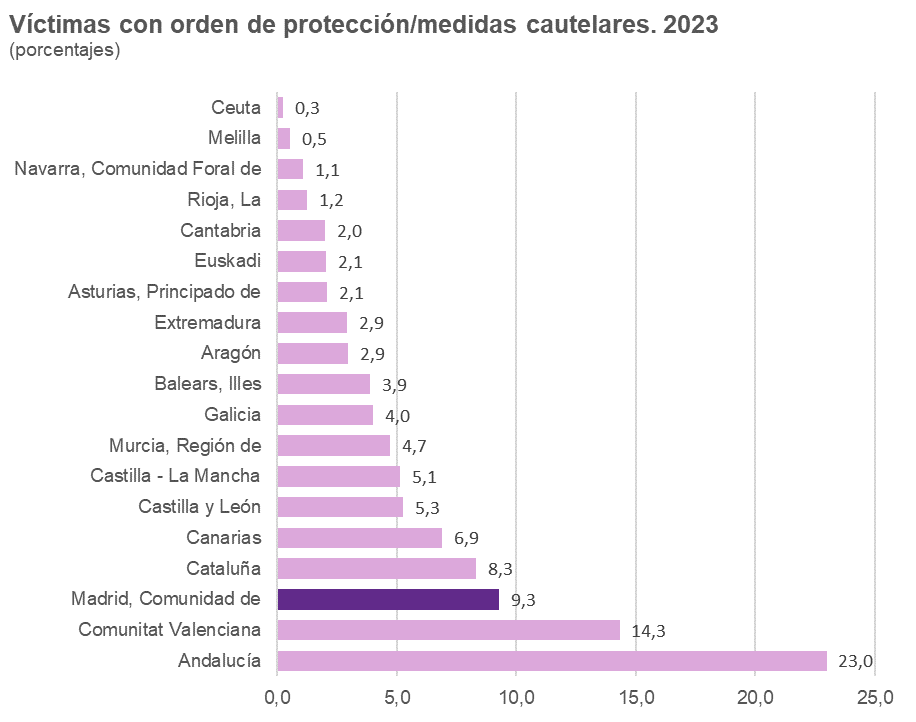 Víctimas con orden de protección/medidas cautelares. 2023
(porcentajes)
Ceuta 0,3
Melilla 0,5
Navarra, Comunidad Foral de 1,1
Rioja, La 1,2
Cantabria 2,0
Euskadi 2,1
Asturias, Principado de 2,1
Extremadura 2,9
Aragón 2,9
Balears, Illes 3,9
Galicia 4,0
Murcia, Región de 4,7
Castilla - La Mancha 5,1
Castilla y León 5,3
Canarias 6,9
Cataluña 8,3
Madrid, Comunidad de 9,3
Comunitat Valenciana 14,3
Andalucía 23,0
0,0 5,0 10,0 15,0 20,0 25,0